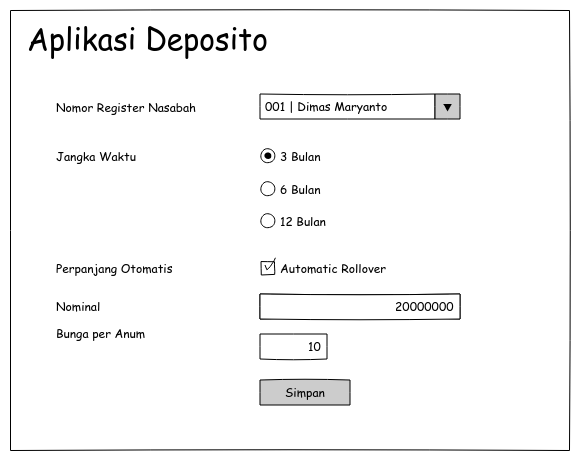 Aplikasi Deposito
Nomor Register Nasabah 001 | Dimas Maryanto
Jangka Waktu 3 Bulan
6 Bulan
12 Bulan
Perpanjang Otomatis Automatic Rollover
Nominal 20000000
Bunga per Anum 10
Simpan